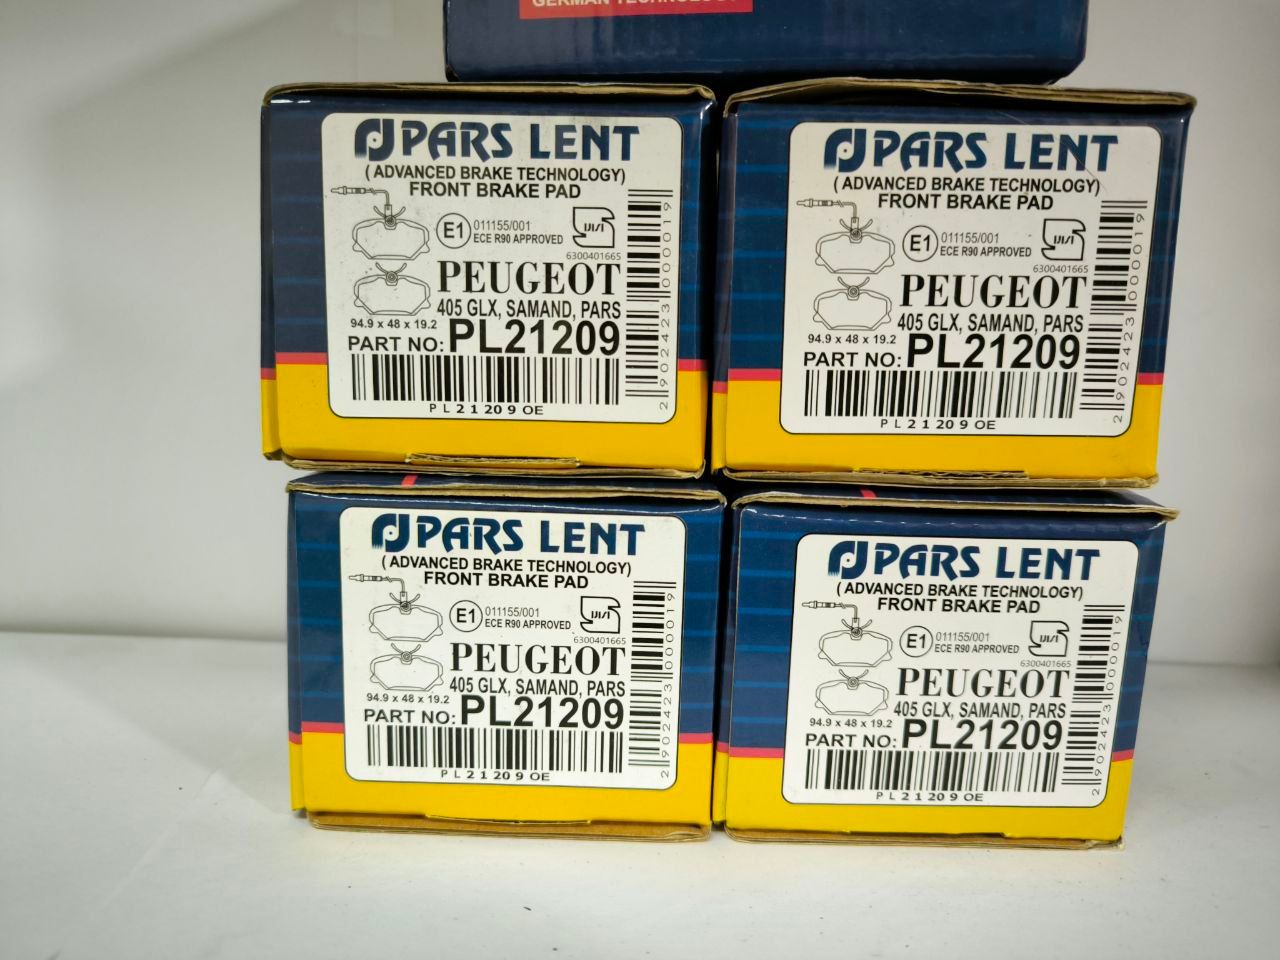 GERMAN TECHNOLOGY
PARS LENT
( ADVANCED BRAKE TECHNOLOGY)
FRONT BRAKE PAD
E1 011155/001
ECE R90 APPROVED
6300401665
PEUGEOT
405 GLX, SAMAND, PARS
94.9 x 48 x 19.2
PART NO: PL21209
PL21209OE
2902423000019
PARS LENT
( ADVANCED BRAKE TECHNOLOGY)
FRONT BRAKE PAD
E1 011155/001
ECE R90 APPROVED
6300401665
PEUGEOT
405 GLX, SAMAND, PARS
94.9 x 48 x 19.2
PART NO: PL21209
PL21209OE
2902423000019
PARS LENT
( ADVANCED BRAKE TECHNOLOGY)
FRONT BRAKE PAD
E1 011155/001
ECE R90 APPROVED
6300401665
PEUGEOT
405 GLX, SAMAND, PARS
94.9 x 48 x 19.2
PART NO: PL21209
PL21209OE
2902423000019
PARS LENT
( ADVANCED BRAKE TECHNOLOGY)
FRONT BRAKE PAD
E1 011155/001
ECE R90 APPROVED
6300401665
PEUGEOT
405 GLX, SAMAND, PARS
94.9 x 48 x 19.2
PART NO: PL21209
PL21209OE
2902423000019